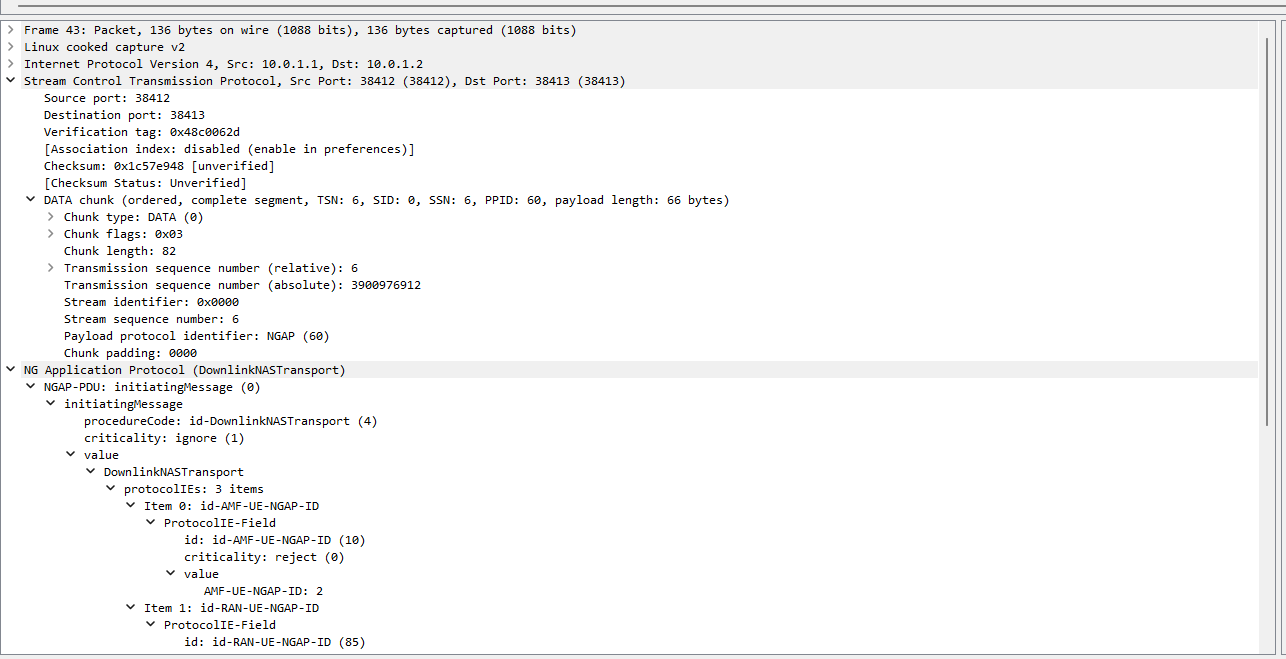 Frame 43: Packet, 136 bytes on wire (1088 bits), 136 bytes captured (1088 bits)
Linux cooked capture v2
Internet Protocol Version 4, Src: 10.0.1.1, Dst: 10.0.1.2
Stream Control Transmission Protocol, Src Port: 38412 (38412), Dst Port: 38413 (38413)
Source port: 38412
Destination port: 38413
Verification tag: 0x48c0062d
[Association index: disabled (enable in preferences)]
Checksum: 0x1c57e948 [unverified]
[Checksum Status: Unverified]
DATA chunk (ordered, complete segment, TSN: 6, SID: 0, SSN: 6, PPID: 60, payload length: 66 bytes)
Chunk type: DATA (0)
Chunk flags: 0x03
Chunk length: 82
Transmission sequence number (relative): 6
Transmission sequence number (absolute): 3900976912
Stream identifier: 0x0000
Stream sequence number: 6
Payload protocol identifier: NGAP (60)
Chunk padding: 0000
NG Application Protocol (DownlinkNASTransport)
NGAP-PDU: initiatingMessage (0)
initiatingMessage
procedureCode: id-DownlinkNASTransport (4)
criticality: ignore (1)
value
DownlinkNASTransport
protocolIEs: 3 items
Item 0: id-AMF-UE-NGAP-ID
ProtocolIE-Field
id: id-AMF-UE-NGAP-ID (10)
criticality: reject (0)
value
AMF-UE-NGAP-ID: 2
Item 1: id-RAN-UE-NGAP-ID
ProtocolIE-Field
id: id-RAN-UE-NGAP-ID (85)